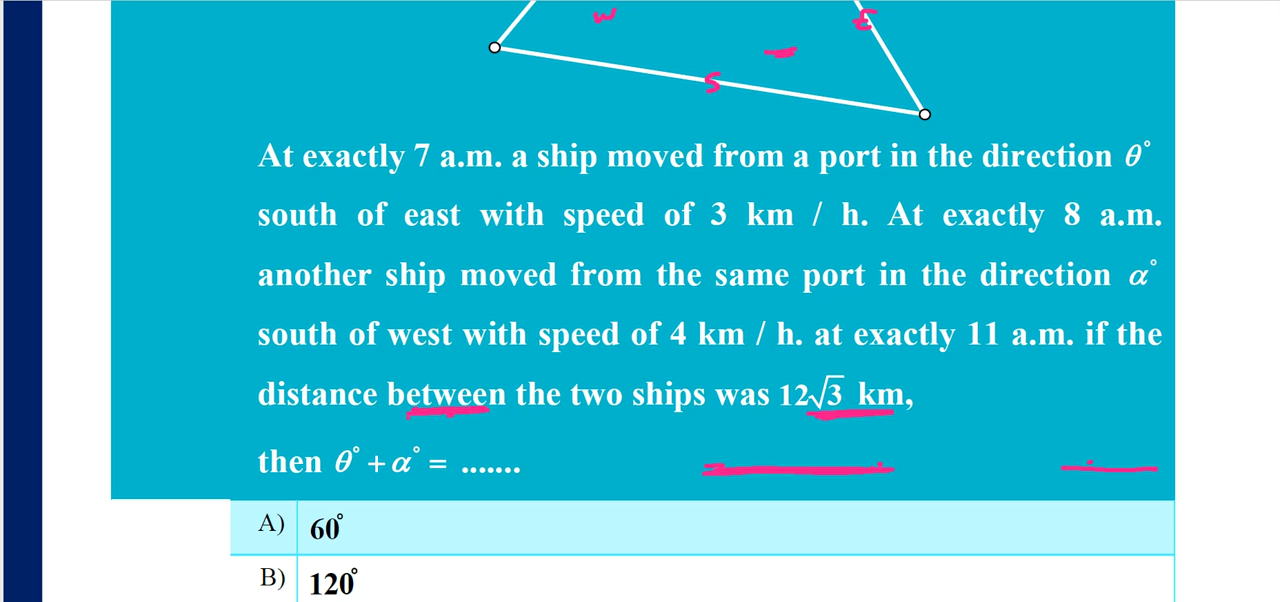 w
E
S
At exactly 7 a.m. a ship moved from a port in the direction θ°
south of east with speed of 3 km / h. At exactly 8 a.m.
another ship moved from the same port in the direction α°
south of west with speed of 4 km / h. at exactly 11 a.m. if the
distance between the two ships was 12√3 km,
then θ° + α° = .......
A) 60°
B) 120°